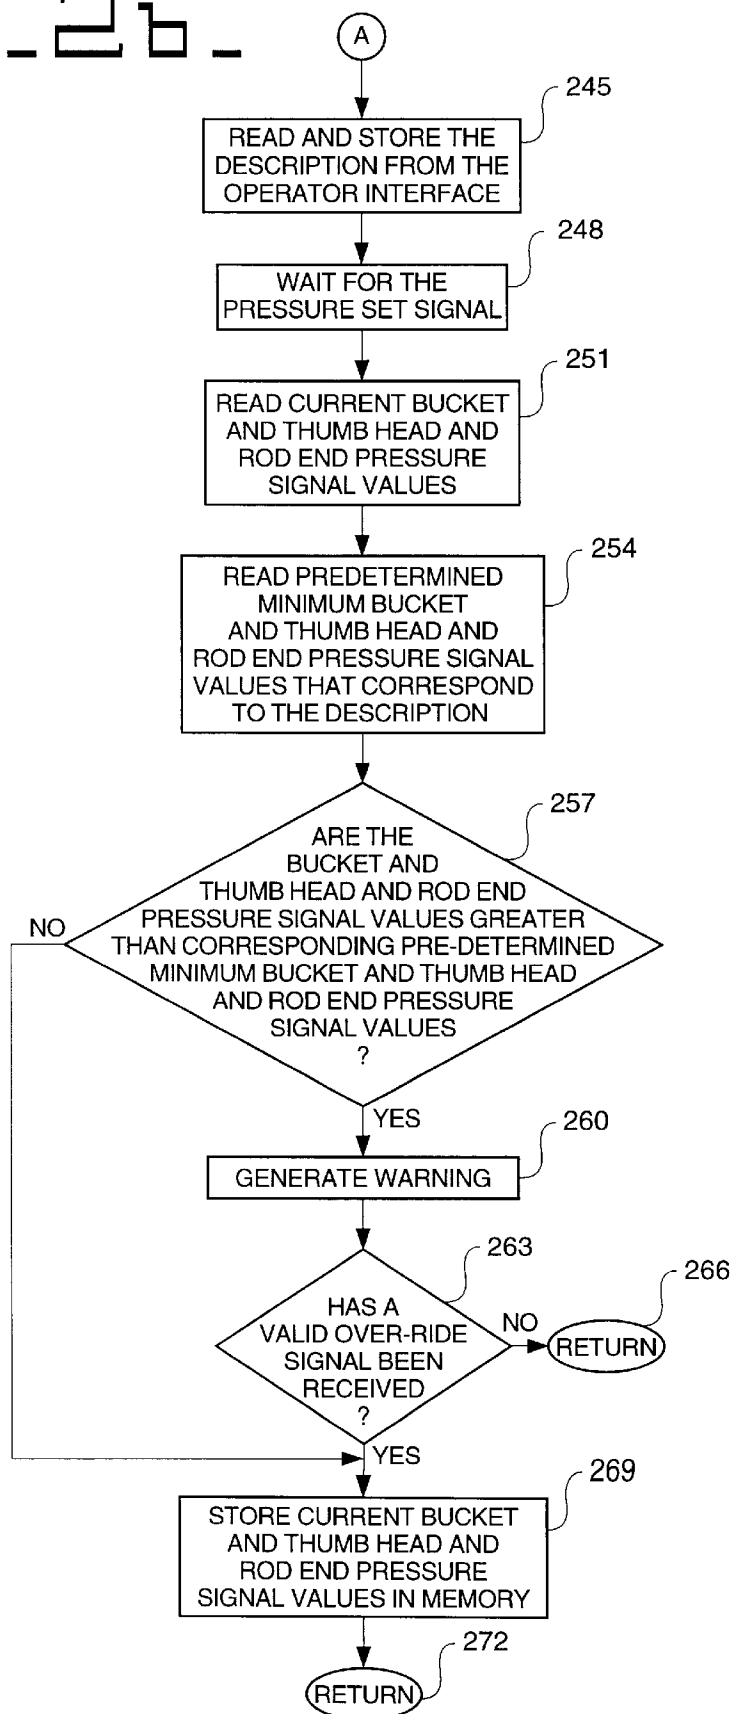 2b
A
245
READ AND STORE THE
DESCRIPTION FROM THE
OPERATOR INTERFACE
248
WAIT FOR THE
PRESSURE SET SIGNAL
251
READ CURRENT BUCKET
AND THUMB HEAD AND
ROD END PRESSURE
SIGNAL VALUES
254
READ PREDETERMINED
MINIMUM BUCKET
AND THUMB HEAD AND
ROD END PRESSURE SIGNAL
VALUES THAT CORRESPOND
TO THE DESCRIPTION
257
ARE THE
BUCKET AND
THUMB HEAD AND ROD END
PRESSURE SIGNAL VALUES GREATER
THAN CORRESPONDING PRE-DETERMINED
MINIMUM BUCKET AND THUMB HEAD
AND ROD END PRESSURE
SIGNAL VALUES
?
NO
YES
260
GENERATE WARNING
263
HAS A
VALID OVER-RIDE
SIGNAL BEEN
RECEIVED
?
NO
266
RETURN
YES
269
STORE CURRENT BUCKET
AND THUMB HEAD AND
ROD END PRESSURE
SIGNAL VALUES IN MEMORY
272
RETURN